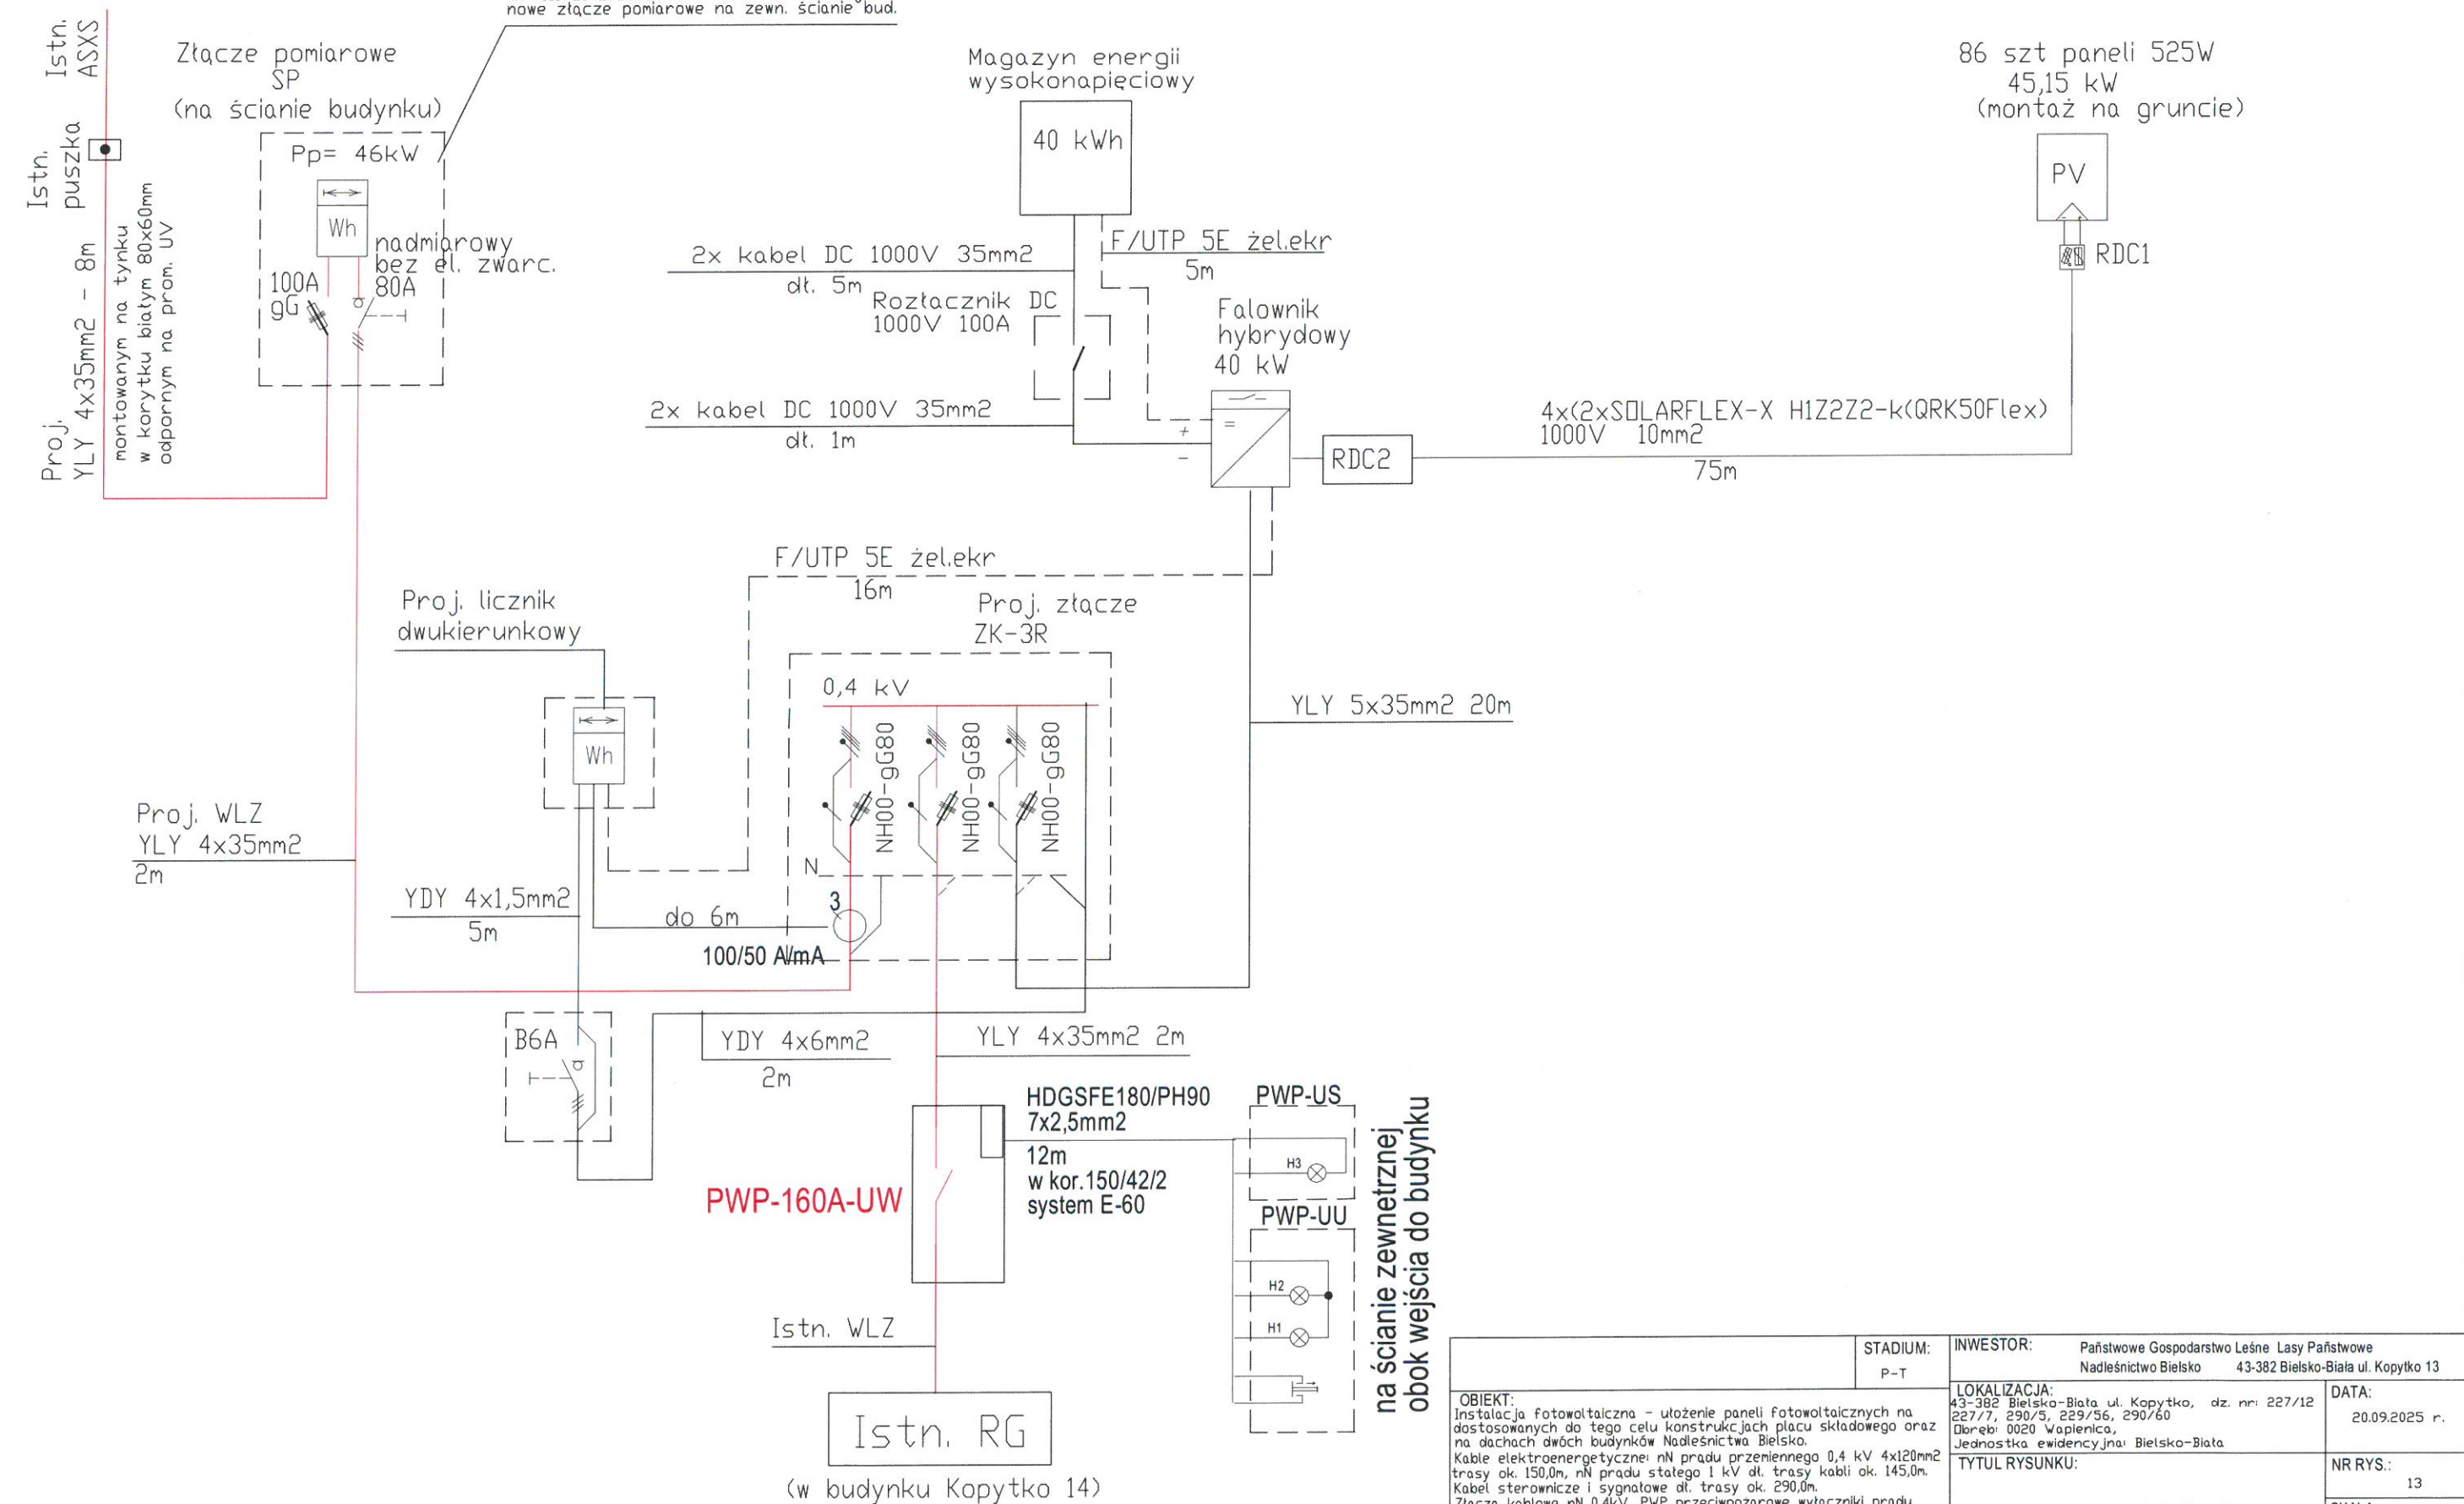 nowe złącze pomiarowe na zewn. ścianie bud.
Istn.
ASXS
Złącze pomiarowe
SP
(na ścianie budynku)
Istn.
puszka
Pp= 46kW
Wh
nadmiarowy
bez el. zwarc.
80A
100A
gG
Proj.
YLY 4x35mm2 - 8m
montowanym na tynku
w korytku białym 80x60mm
odpornym na prom. UV
Magazyn energii
wysokonapięciowy
40 kWh
2x kabel DC 1000V 35mm2
dł. 5m
F/UTP 5E żel.ekr
5m
Rozłacznik DC
1000V 100A
Falownik
hybrydowy
40 kW
2x kabel DC 1000V 35mm2
dł. 1m
+
-
=
RDC2
86 szt paneli 525W
45,15 kW
(montaż na gruncie)
PV
RDC1
4x(2xSOLARFLEX-X H1Z2Z2-k(QRK50Flex)
1000V 10mm2
75m
F/UTP 5E żel.ekr
16m
Proj. licznik
dwukierunkowy
Wh
Proj. złącze
ZK-3R
0,4 kV
NH00-gG80
NH00-gG80
NH00-gG80
N
YLY 5x35mm2 20m
Proj. WLZ
YLY 4x35mm2
2m
YDY 4x1,5mm2
5m
do 6m
3
100/50 A/mA
B6A
YDY 4x6mm2
2m
YLY 4x35mm2 2m
HDGSFE180/PH90
7x2,5mm2
12m
w kor.150/42/2
system E-60
PWP-160A-UW
PWP-US
H3
PWP-UU
H2
H1
na ścianie zewnetrznej
obok wejścia do budynku
Istn. WLZ
Istn. RG
(w budynku Kopytko 14)
STADIUM:
P-T
INWESTOR:
Państwowe Gospodarstwo Leśne Lasy Państwowe
Nadleśnictwo Bielsko 43-382 Bielsko-Biała ul. Kopytko 13
OBIEKT:
Instalacja fotowoltaiczna - ułożenie paneli fotowoltaicznych na
dostosowanych do tego celu konstrukcjach placu składowego oraz
na dachach dwóch budynków Nadleśnictwa Bielsko.
Kable elektroenergetyczne: nN prądu przemiennego 0,4 kV 4x120mm2
trasy ok. 150,0m, nN prądu stałego 1 kV dł. trasy kabli ok. 145,0m.
Kabel sterownicze i sygnałowe dł. trasy ok. 290,0m.
Złącze kablowe nN 0,4kV, PWP przeciwpożarowe wyłączniki prądu
LOKALIZACJA:
43-382 Bielsko-Biała ul. Kopytko, dz. nr: 227/12
227/7, 290/5, 229/56, 290/60
Obręb: 0020 Wapienica,
Jednostka ewidencyjna: Bielsko-Biała
DATA:
20.09.2025 r.
TYTUL RYSUNKU:
NR RYS.:
13